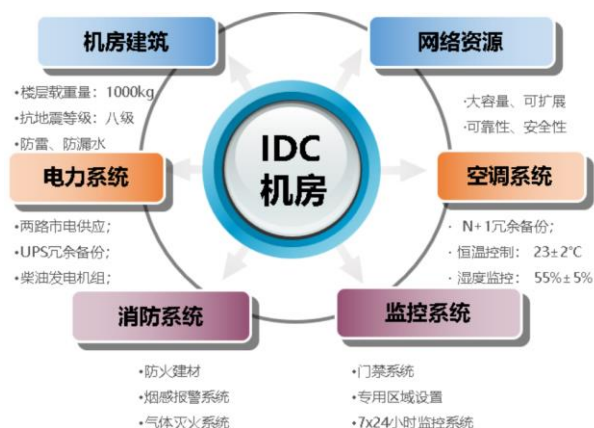 机房建筑
•楼层载重量：1000kg
•抗地震等级：八级
•防雷、防漏水
网络资源
·大容量、可扩展
·可靠性、安全性
IDC
机房
电力系统
•两路市电供应；
•UPS冗余备份；
•柴油发电机组；
空调系统
· N+1冗余备份；
· 恒温控制： 23±2℃
· 湿度监控： 55%±5%
消防系统
•防火建材
•烟感报警系统
•气体灭火系统
监控系统
•门禁系统
•专用区域设置
•7x24小时监控系统